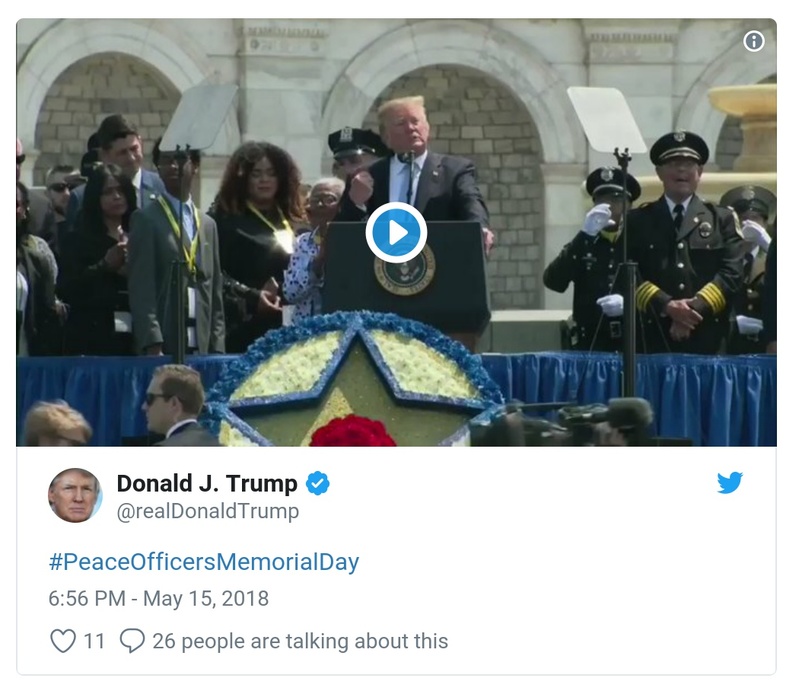 Donald J. Trump
@realDonaldTrump
#PeaceOfficersMemorialDay
6:56 PM - May 15, 2018
11 26 people are talking about this